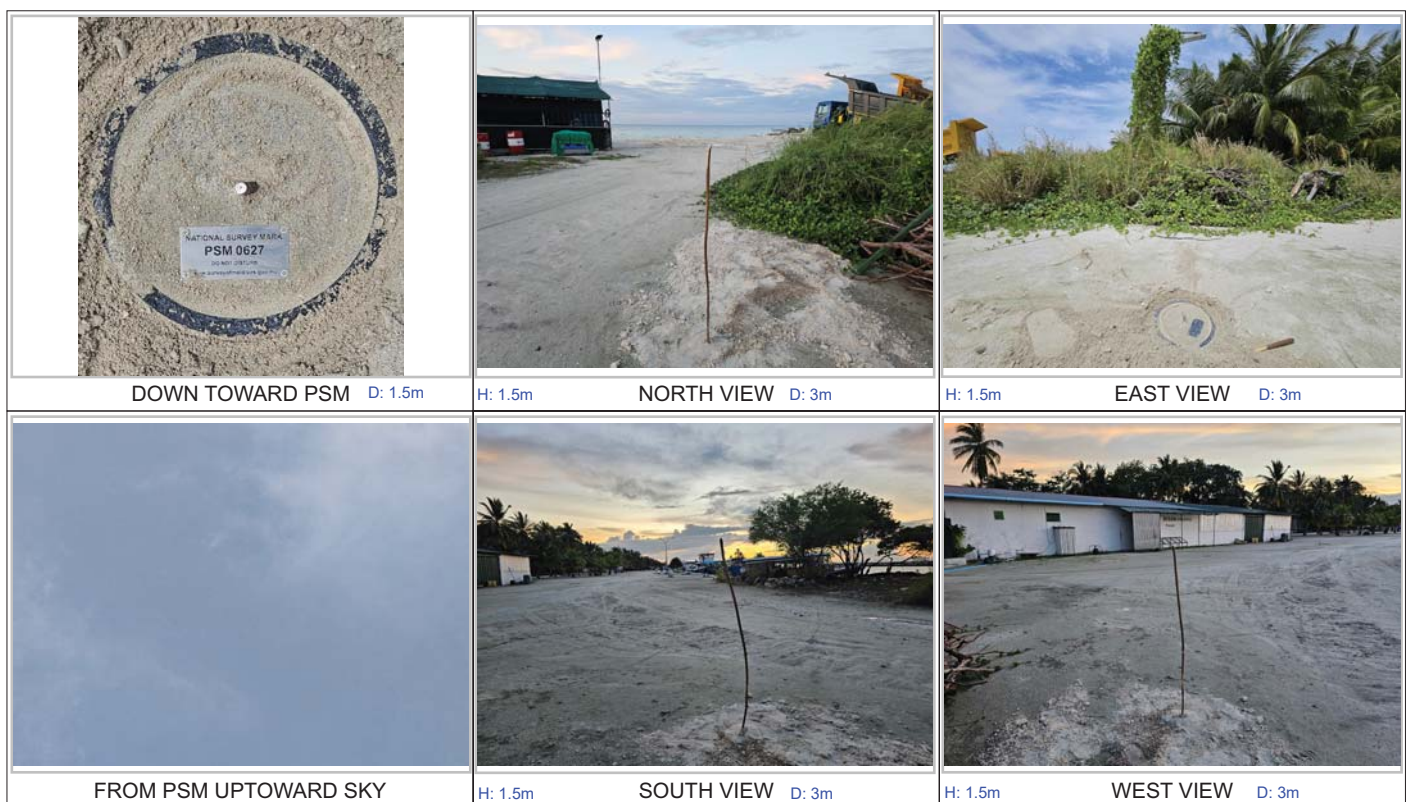 NATIONAL SURVEY MARK
PSM 0627
DO NOT DISTURB
DOWN TOWARD PSM D: 1.5m
H: 1.5m NORTH VIEW D: 3m
H: 1.5m EAST VIEW D: 3m
FROM PSM UPTOWARD SKY
H: 1.5m SOUTH VIEW D: 3m
H: 1.5m WEST VIEW D: 3m